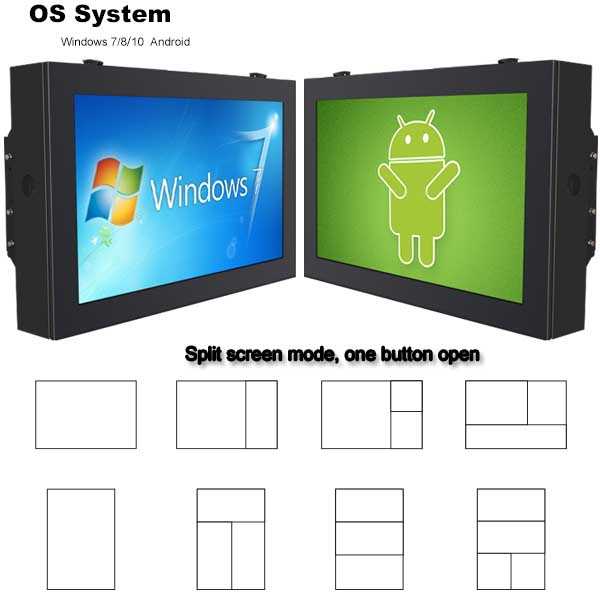 OS System
Windows 7/8/10 Android
Windows 7
Split screen mode, one button open